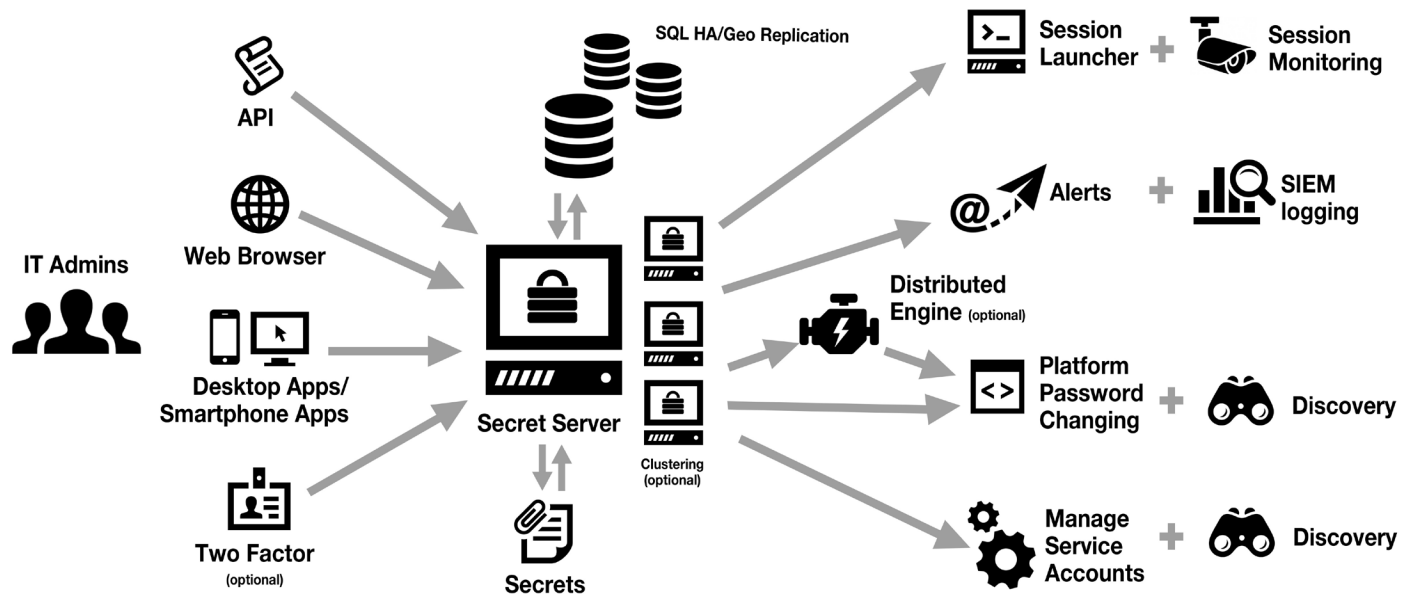 IT Admins
API
Web Browser
Desktop Apps/
Smartphone Apps
Two Factor
(optional)
SQL HA/Geo Replication
Secret Server
Secrets
Clustering
(optional)
>_
Session
Launcher
+
Session
Monitoring
@
Alerts
+
SIEM
logging
Distributed
Engine (optional)
<>
Platform
Password
Changing
+
Discovery
Manage
Service
Accounts
+
Discovery